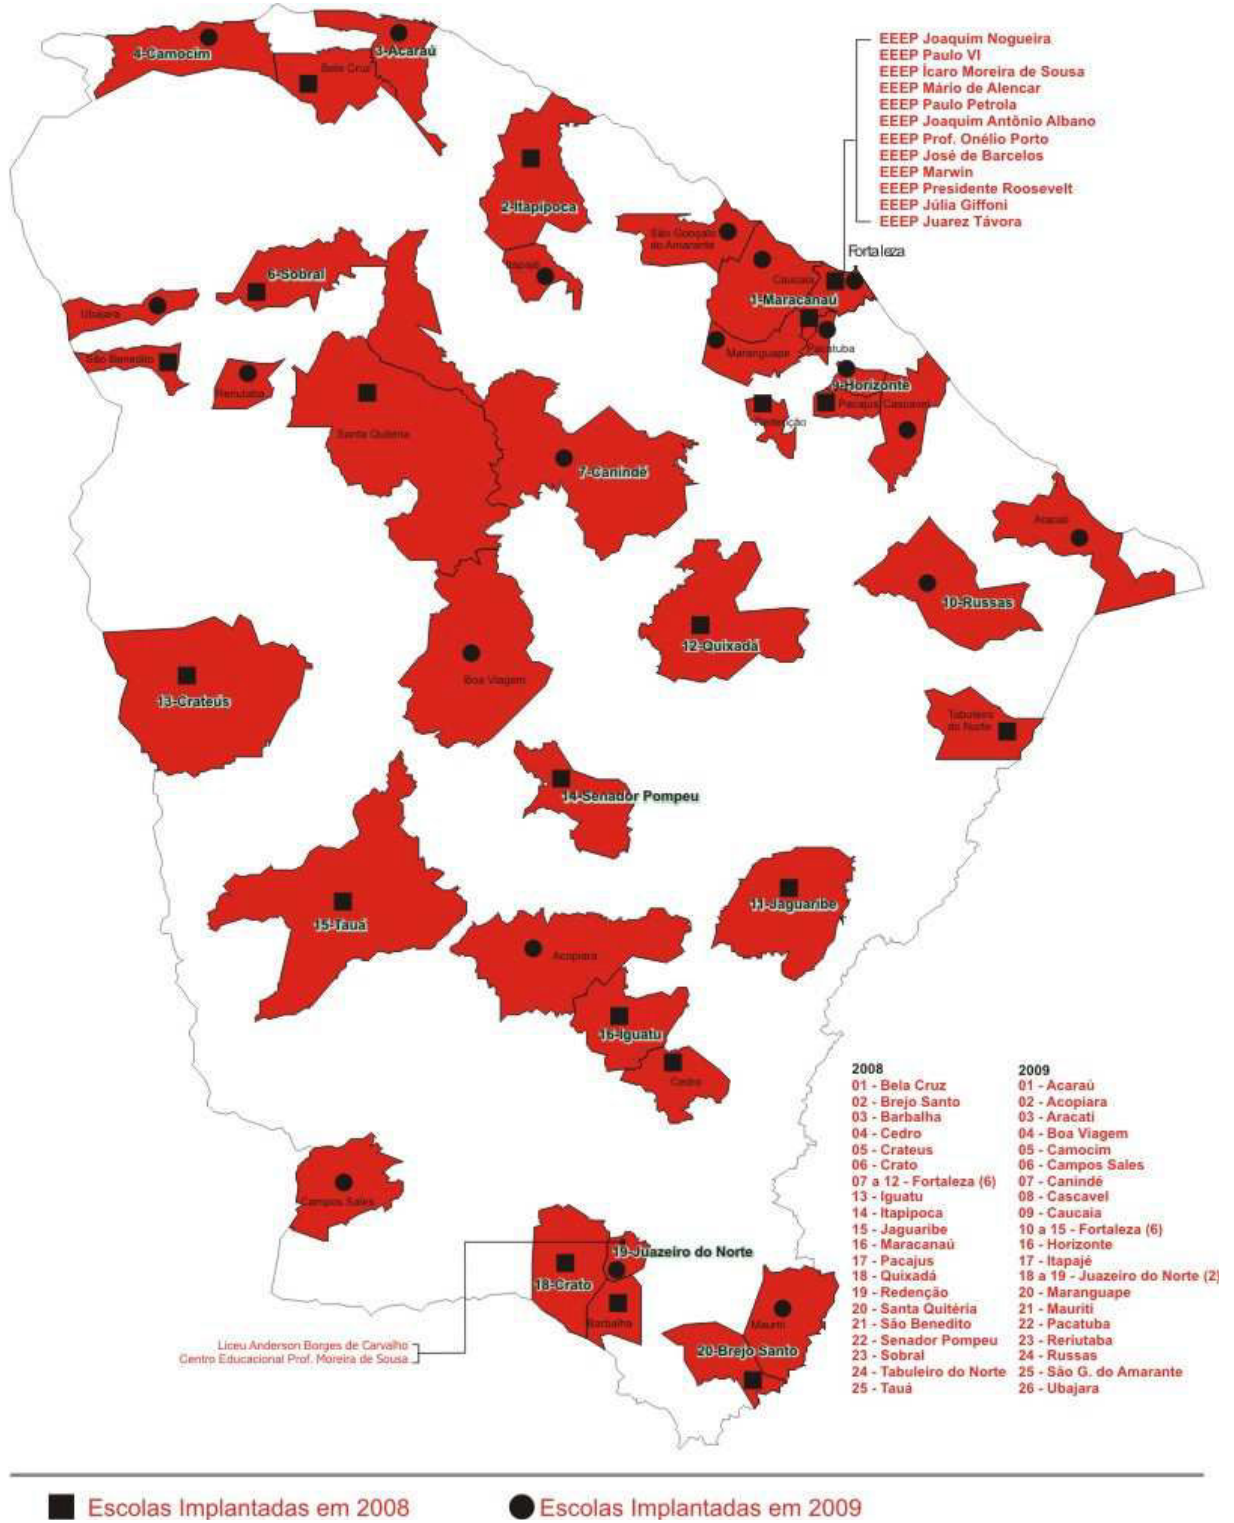 EEEP Joaquim Nogueira
EEEP Paulo VI
EEEP Ícaro Moreira de Sousa
EEEP Mário de Alencar
EEEP Paulo Petrola
EEEP Joaquim Antônio Albano
EEEP Prof. Onélio Porto
EEEP José de Barcelos
EEEP Marwin
EEEP Presidente Roosevelt
EEEP Júlia Giffoni
EEEP Juarez Távora
Fortaleza
4-Camocim
3-Acaraú
Bela Cruz
2-Itapipoca
Itapajé
São Gonçalo
do Amarante
Caucaia
1-Maracanaú
Maranguape
Pacatuba
6-Sobral
Ubajara
São Benedito
Reriutaba
Santa Quitéria
7-Canindé
9-Horizonte
Pacajus
Cascavel
Redenção
Aracati
10-Russas
12-Quixadá
Boa Viagem
13-Crateús
Tabuleiro
do Norte
14-Senador Pompeu
15-Tauá
11-Jaguaribe
Acopiara
16-Iguatu
Cedro
Campos Sales
19-Juazeiro do Norte
18-Crato
Barbalha
Mauriti
20-Brejo Santo
Liceu Anderson Borges de Carvalho
Centro Educacional Prof. Moreira de Sousa
2008
01 - Bela Cruz
02 - Brejo Santo
03 - Barbalha
04 - Cedro
05 - Crateus
06 - Crato
07 a 12 - Fortaleza (6)
13 - Iguatu
14 - Itapipoca
15 - Jaguaribe
16 - Maracanaú
17 - Pacajus
18 - Quixadá
19 - Redenção
20 - Santa Quitéria
21 - São Benedito
22 - Senador Pompeu
23 - Sobral
24 - Tabuleiro do Norte
25 - Tauá
2009
01 - Acaraú
02 - Acopiara
03 - Aracati
04 - Boa Viagem
05 - Camocim
06 - Campos Sales
07 - Canindé
08 - Cascavel
09 - Caucaia
10 a 15 - Fortaleza (6)
16 - Horizonte
17 - Itapajé
18 a 19 - Juazeiro do Norte (2)
20 - Maranguape
21 - Mauriti
22 - Pacatuba
23 - Reriutaba
24 - Russas
25 - São G. do Amarante
26 - Ubajara
Escolas Implantadas em 2008
Escolas Implantadas em 2009